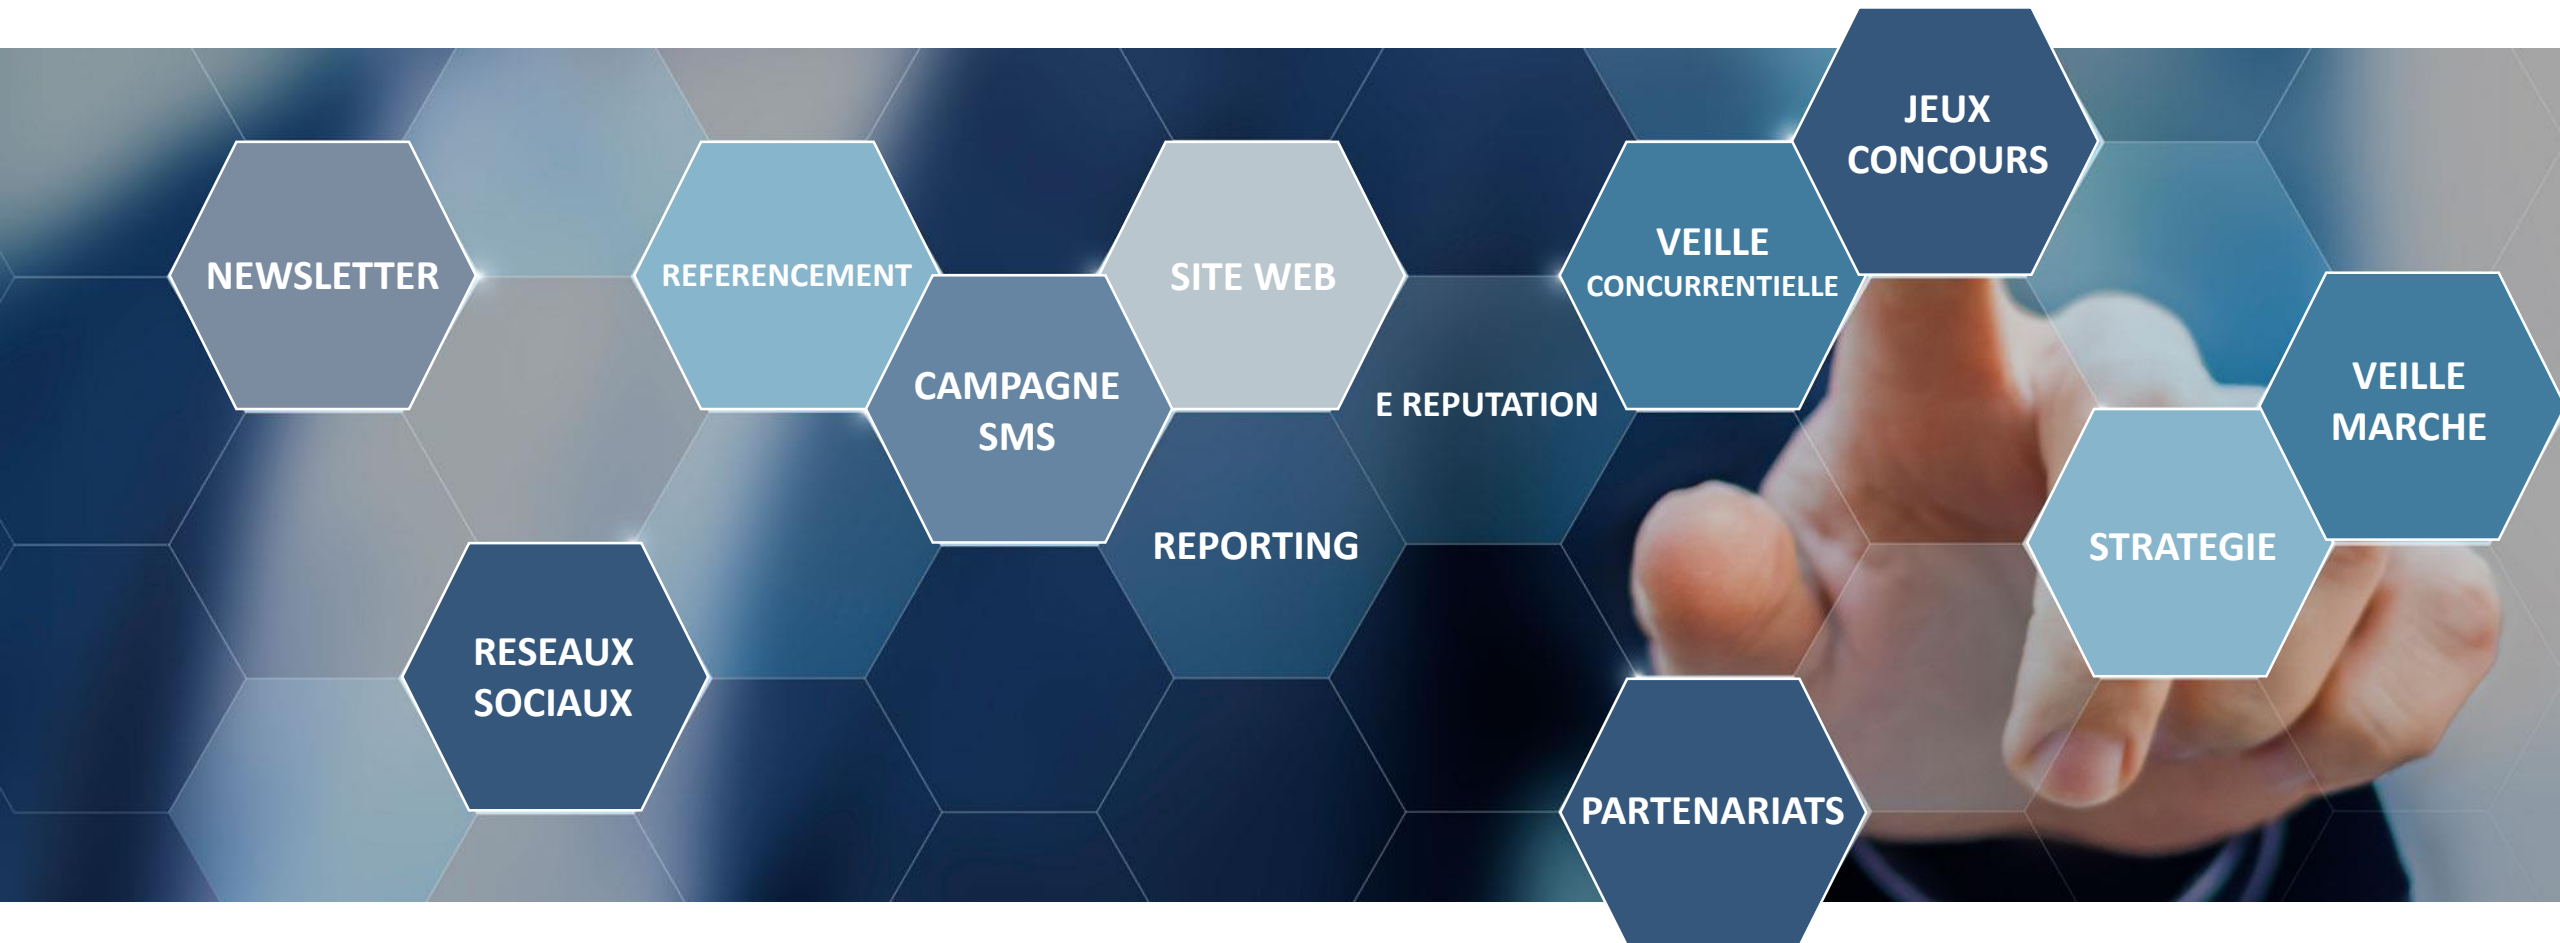 JEUX
CONCOURS
NEWSLETTER
REFERENCEMENT
SITE WEB
VEILLE
CONCURRENTIELLE
CAMPAGNE
SMS
E REPUTATION
VEILLE
MARCHE
REPORTING
STRATEGIE
RESEAUX
SOCIAUX
PARTENARIATS